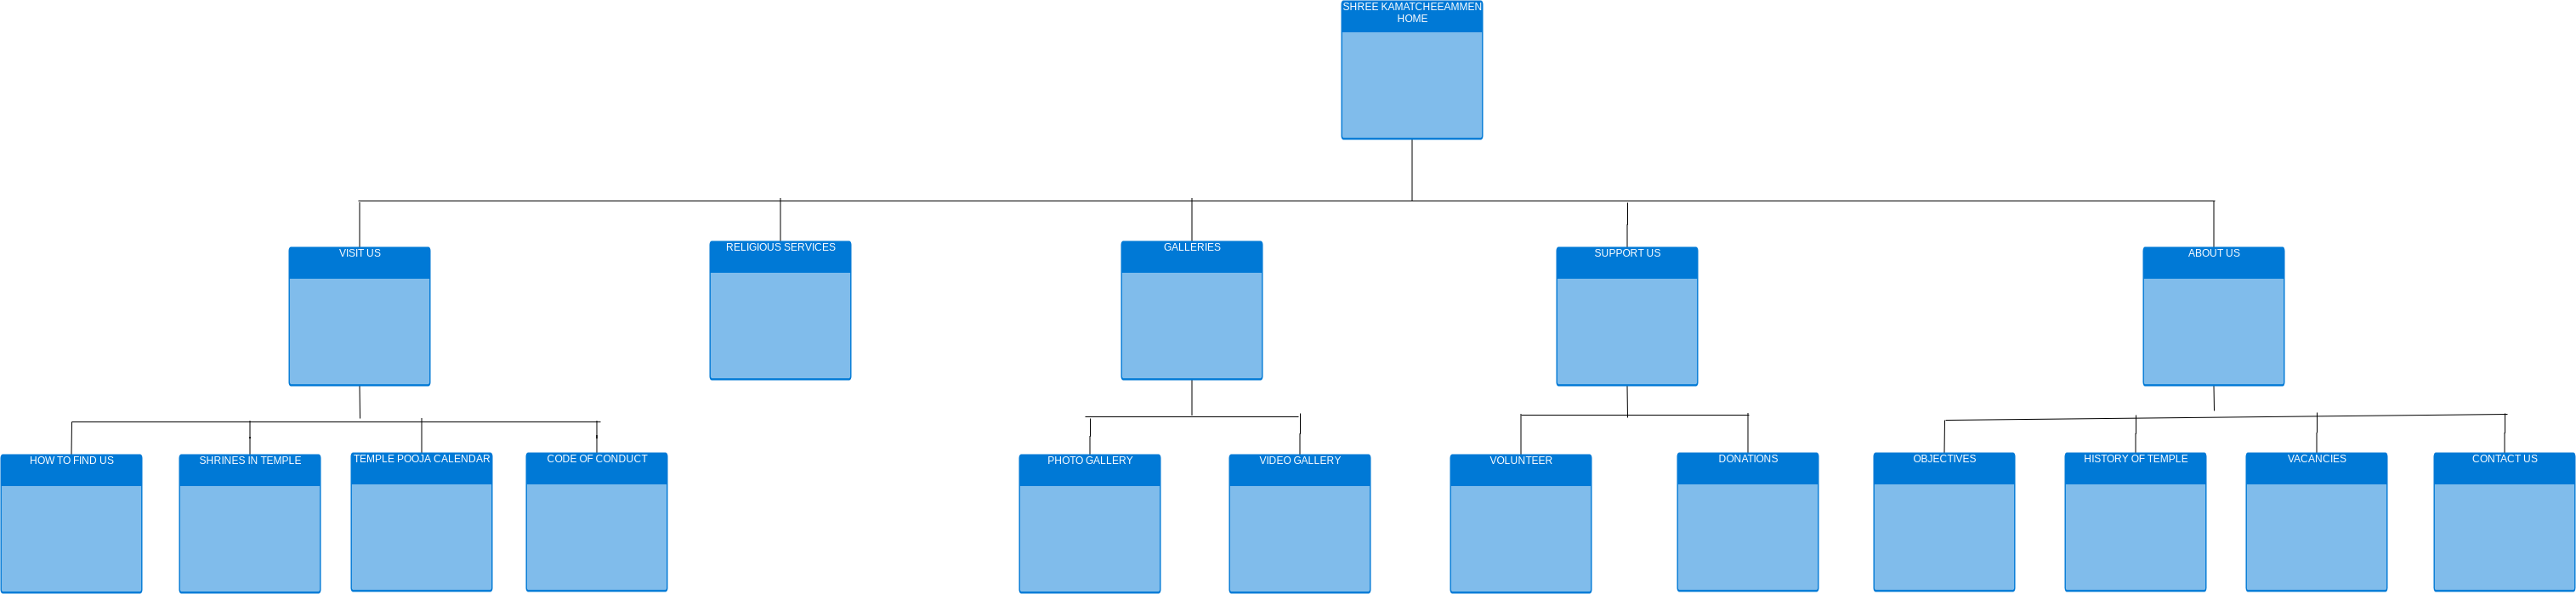 SHREE KAMATCHEEAMMEN
HOME
VISIT US
RELIGIOUS SERVICES
GALLERIES
SUPPORT US
ABOUT US
HOW TO FIND US
SHRINES IN TEMPLE
TEMPLE POOJA CALENDAR
CODE OF CONDUCT
PHOTO GALLERY
VIDEO GALLERY
VOLUNTEER
DONATIONS
OBJECTIVES
HISTORY OF TEMPLE
VACANCIES
CONTACT US